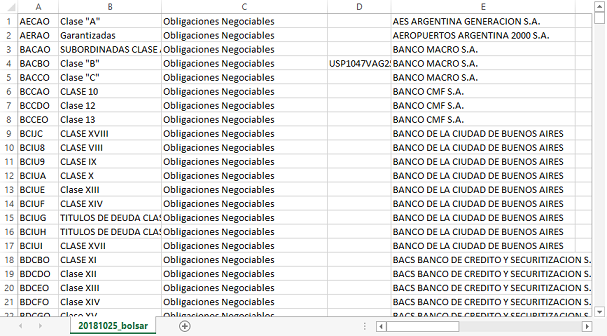 A B C D E
1 AECAO Clase "A" Obligaciones Negociables AES ARGENTINA GENERACION S.A.
2 AERAO Garantizadas Obligaciones Negociables AEROPUERTOS ARGENTINA 2000 S.A.
3 BACAO SUBORDINADAS CLASE Obligaciones Negociables BANCO MACRO S.A.
4 BACBO Clase "B" Obligaciones Negociables USP1047VAG2 BANCO MACRO S.A.
5 BACCO Clase "C" Obligaciones Negociables BANCO MACRO S.A.
6 BCCAO CLASE 10 Obligaciones Negociables BANCO CMF S.A.
7 BCCDO Clase 12 Obligaciones Negociables BANCO CMF S.A.
8 BCCEO Clase 13 Obligaciones Negociables BANCO CMF S.A.
9 BCIJC CLASE XVIII Obligaciones Negociables BANCO DE LA CIUDAD DE BUENOS AIRES
10 BCIU8 CLASE VIII Obligaciones Negociables BANCO DE LA CIUDAD DE BUENOS AIRES
11 BCIU9 CLASE IX Obligaciones Negociables BANCO DE LA CIUDAD DE BUENOS AIRES
12 BCIUA CLASE X Obligaciones Negociables BANCO DE LA CIUDAD DE BUENOS AIRES
13 BCIUE Clase XIII Obligaciones Negociables BANCO DE LA CIUDAD DE BUENOS AIRES
14 BCIUF CLASE XIV Obligaciones Negociables BANCO DE LA CIUDAD DE BUENOS AIRES
15 BCIUG TITULOS DE DEUDA CLAS Obligaciones Negociables BANCO DE LA CIUDAD DE BUENOS AIRES
16 BCIUH TITULOS DE DEUDA CLAS Obligaciones Negociables BANCO DE LA CIUDAD DE BUENOS AIRES
17 BCIUI CLASE XVII Obligaciones Negociables BANCO DE LA CIUDAD DE BUENOS AIRES
18 BDCBO CLASE XI Obligaciones Negociables BACS BANCO DE CREDITO Y SECURITIZACION S.
19 BDCDO Clase XII Obligaciones Negociables BACS BANCO DE CREDITO Y SECURITIZACION S.
20 BDCEO Clase XIII Obligaciones Negociables BACS BANCO DE CREDITO Y SECURITIZACION S.
21 BDCFO Clase XIV Obligaciones Negociables BACS BANCO DE CREDITO Y SECURITIZACION S.
20181025_bolsar